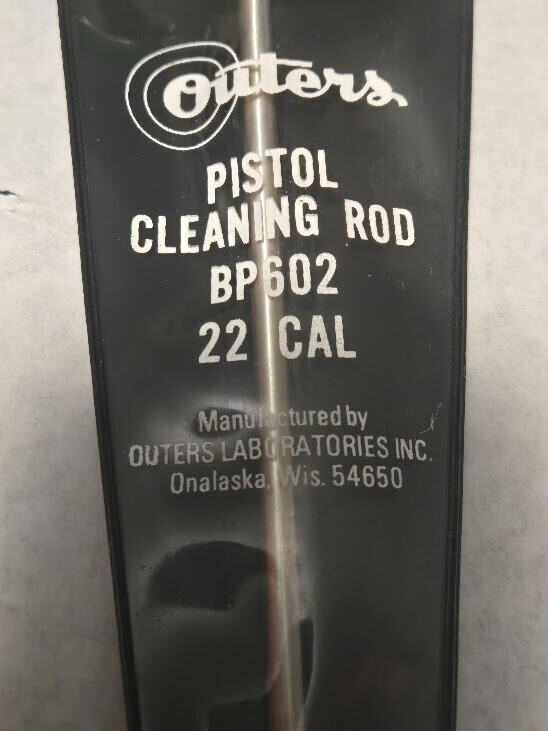 Outers
PISTOL
CLEANING ROD
BP602
22 CAL
Manufactured by
OUTERS LABORATORIES INC.
Onalaska, Wis. 54650